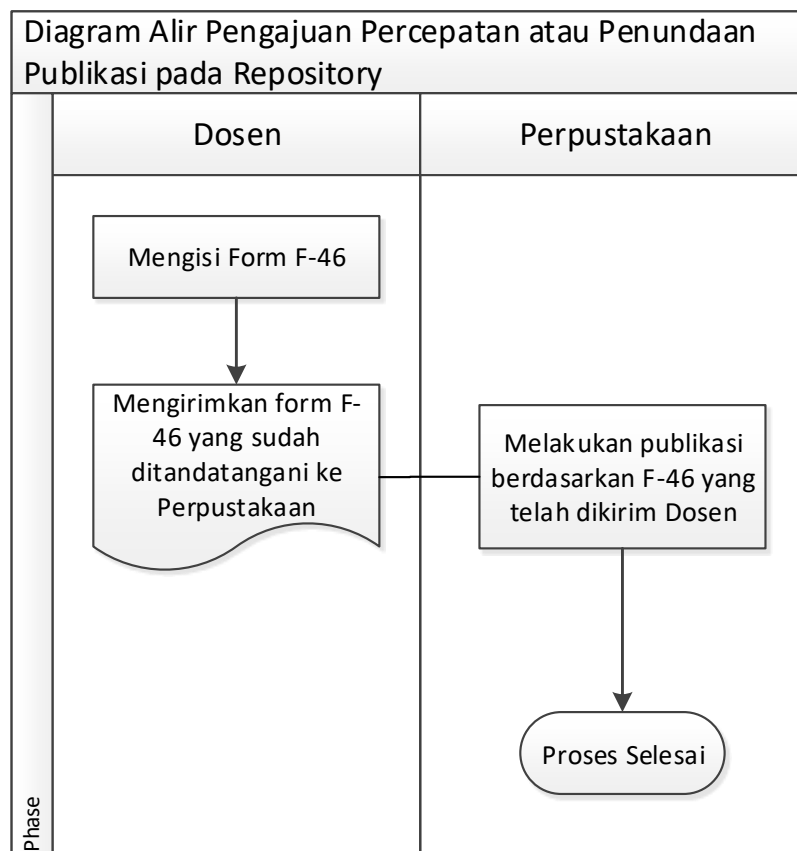 Diagram Alir Pengajuan Percepatan atau Penundaan
Publikasi pada Repository
Dosen
Perpustakaan
Mengisi Form F-46
Mengirimkan form F-
46 yang sudah
ditandatangani ke
Perpustakaan
Melakukan publikasi
berdasarkan F-46 yang
telah dikirim Dosen
Proses Selesai
Phase